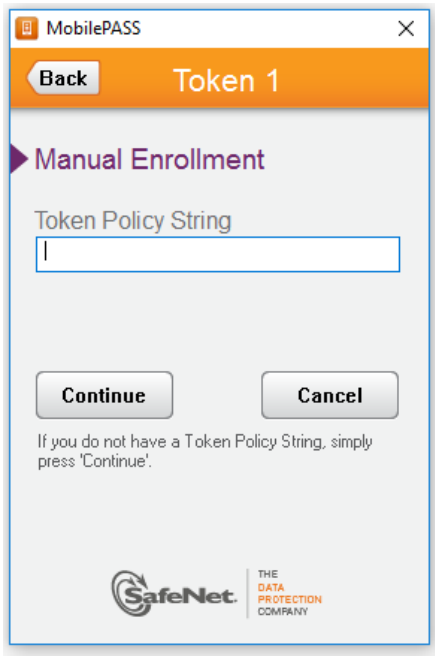 MobilePASS
Back
Token 1
Manual Enrollment
Token Policy String
Continue
Cancel
If you do not have a Token Policy String, simply
press 'Continue'.
SafeNet.
THE
DATA
PROTECTION
COMPANY